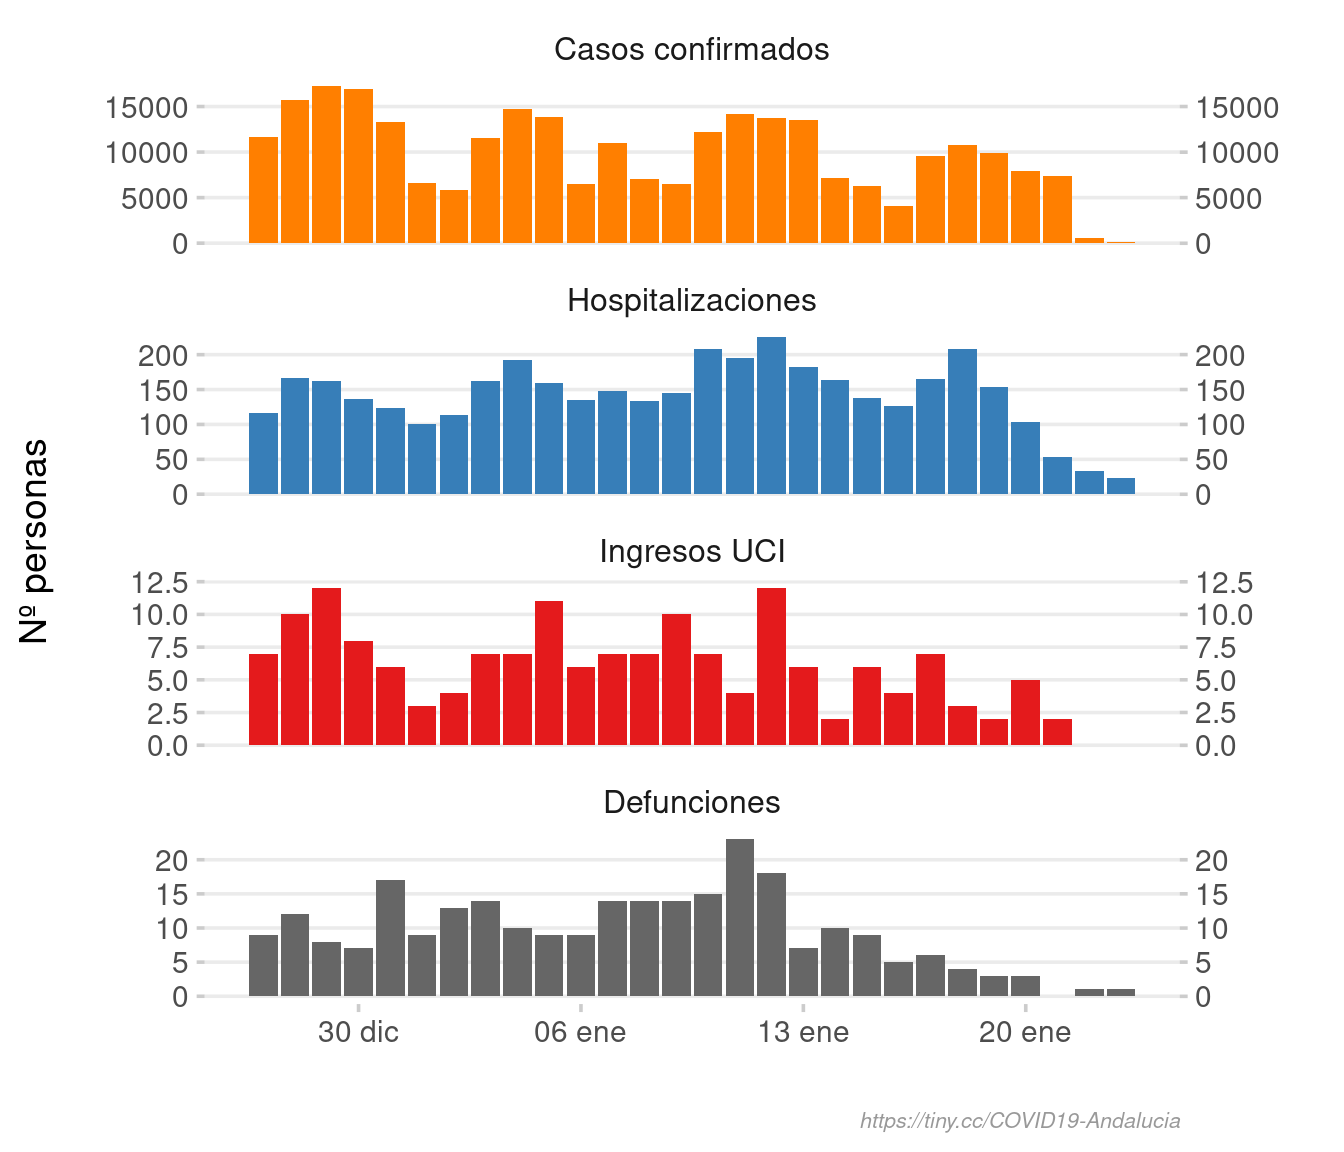 Casos confirmados
15000 15000
10000 10000
5000 5000
0 0
Hospitalizaciones
200 200
150 150
100 100
50 50
0 0
Nº personas
Ingresos UCI
12.5 12.5
10.0 10.0
7.5 7.5
5.0 5.0
2.5 2.5
0.0 0.0
Defunciones
20 20
15 15
10 10
5 5
0 0
30 dic 06 ene 13 ene 20 ene
https://tiny.cc/COVID19-Andalucia